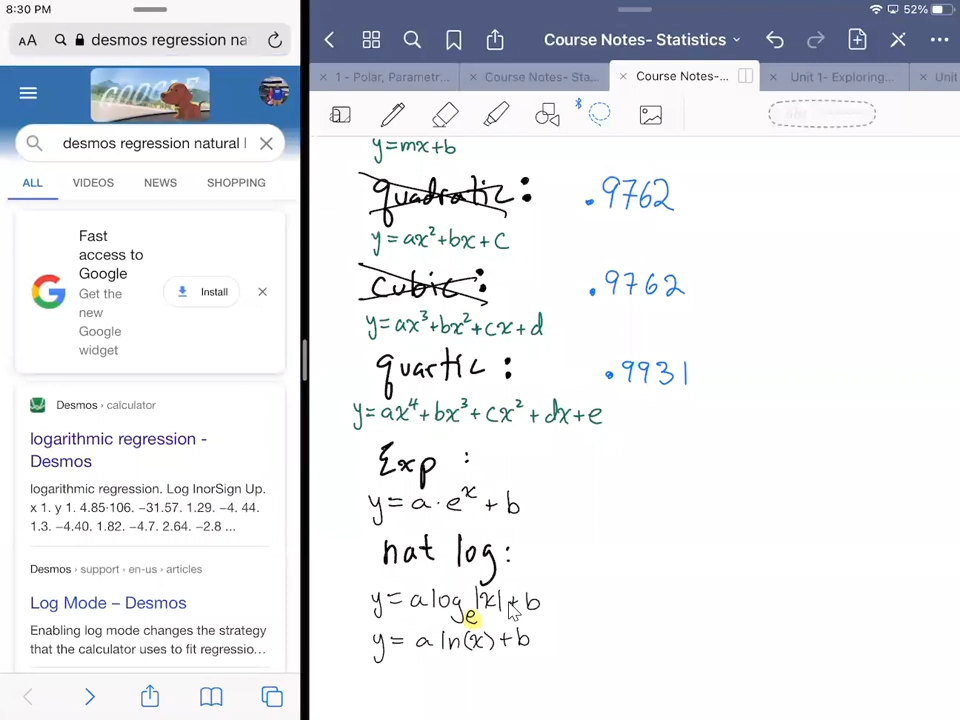 8:30 PM
52%
AA
desmos regression na
GOOGLE
desmos regression natural l
ALL
VIDEOS
NEWS
SHOPPING
Fast
access to
Google
Get the
new
Google
widget
Install
Desmos › calculator
logarithmic regression -
Desmos
logarithmic regression. Log InorSign Up.
x 1. y 1. 4.85·106. −31.57. 1.29. −4. 44.
1.3. −4.40. 1.82. −4.7. 2.64. −2.8 ...
Desmos › support › en-us › articles
Log Mode – Desmos
Enabling log mode changes the strategy
that the calculator uses to fit regressio...
Course Notes- Statistics
1 - Polar, Parametr...
Course Notes- Sta...
Course Notes-...
Unit 1- Exploring...
Unit
y=mx+b
quadratic: .9762
y=ax²+bx+c
cubic: .9762
y=ax³+bx²+cx+d
quartic: .9931
y=ax⁴+bx³+cx²+dx+e
Exp :
y=a·eˣ+b
nat log:
y=alogₑ|x|+b
y=aln(x)+b